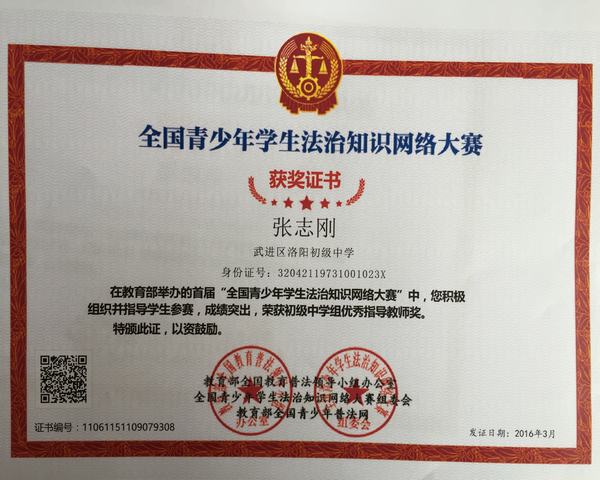 全国青少年学生法治知识网络大赛
获奖证书
张志刚
武进区洛阳初级中学
身份证号：32042119731001023X
在教育部举办的首届“全国青少年学生法治知识网络大赛”中，您积极
组织并指导学生参赛，成绩突出，荣获初级中学组优秀指导教师奖。
特颁此证，以资鼓励。
教育部全国教育普法领导小组办公室
全国青少年学生法治知识网络大赛组委会
教育部全国青少年普法网
办公室
组委会
证书编号：11061151109079308
发证日期：2016年3月